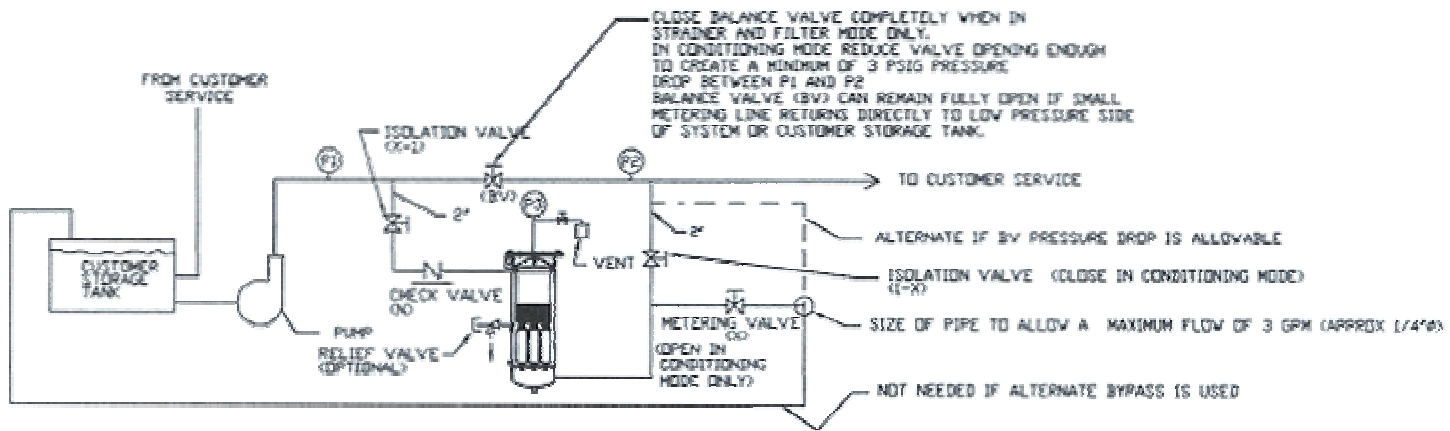 CLOSE BALANCE VALVE COMPLETELY WHEN IN
STRAINER AND FILTER MODE ONLY.
IN CONDITIONING MODE REDUCE VALVE OPENING ENOUGH
TO CREATE A MINIMUM OF 3 PSIG PRESSURE
DROP BETWEEN P1 AND P2
BALANCE VALVE (BV) CAN REMAIN FULLY OPEN IF SMALL
METERING LINE RETURNS DIRECTLY TO LOW PRESSURE SIDE
OF SYSTEM OR CUSTOMER STORAGE TANK.
FROM CUSTOMER
SERVICE
ISOLATION VALVE
P1
P2
(BV)
TO CUSTOMER SERVICE
2"
P3
2"
ALTERNATE IF BV PRESSURE DROP IS ALLOWABLE
VENT
CUSTOMER
STORAGE
TANK
ISOLATION VALVE (CLOSE IN CONDITIONING MODE)
CHECK VALVE
PUMP
METERING VALVE
SIZE OF PIPE TO ALLOW A MAXIMUM FLOW OF 3 GPM (APPROX 1/4"Ø)
RELIEF VALVE
(OPTIONAL)
(OPEN IN
CONDITIONING
MODE ONLY)
NOT NEEDED IF ALTERNATE BYPASS IS USED